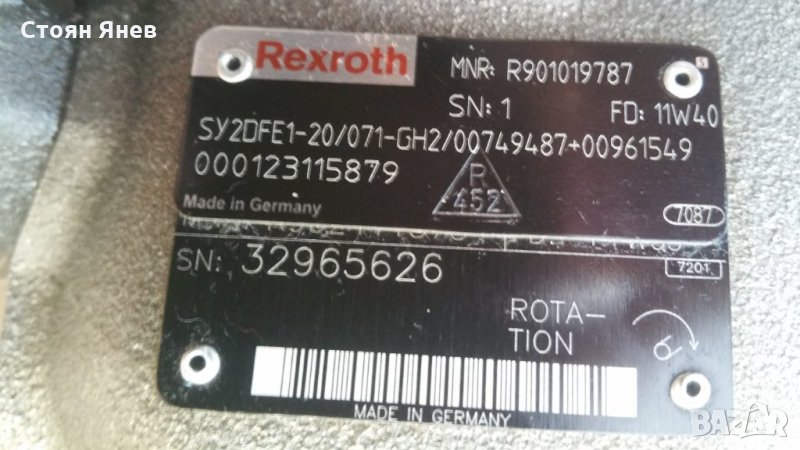 Стоян Янев
Rexroth
MNR: R901019787
SN: 1 FD: 11W40
SY2DFE1-20/071-GH2/00749487+00961549
000123115879
P
452
Made in Germany
7087
SN: 32965626
7201
ROTA-
TION
MADE IN GERMANY
BAZAR